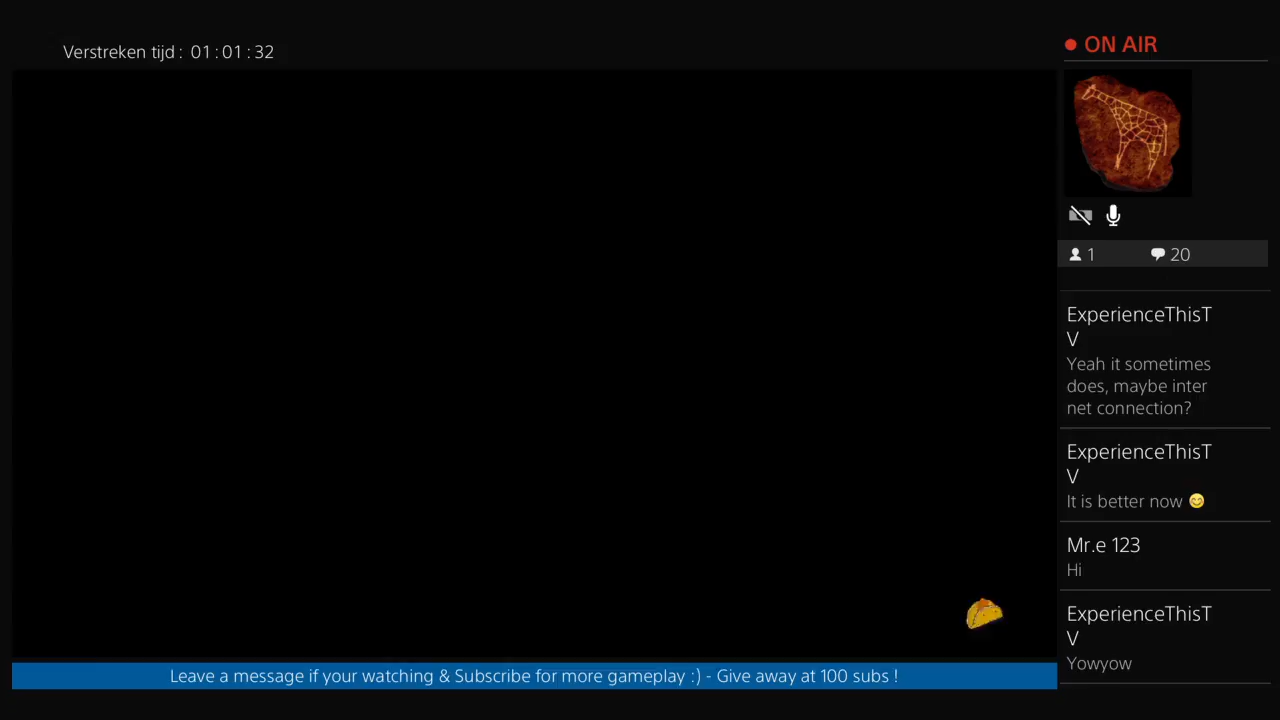 Verstreken tijd : 01 : 01 : 32
ON AIR
1 20
ExperienceThisT
V
Yeah it sometimes
does, maybe inter
net connection?
ExperienceThisT
V
It is better now 😊
Mr.e 123
Hi
ExperienceThisT
V
Yowyow
Leave a message if your watching & Subscribe for more gameplay :) - Give away at 100 subs !